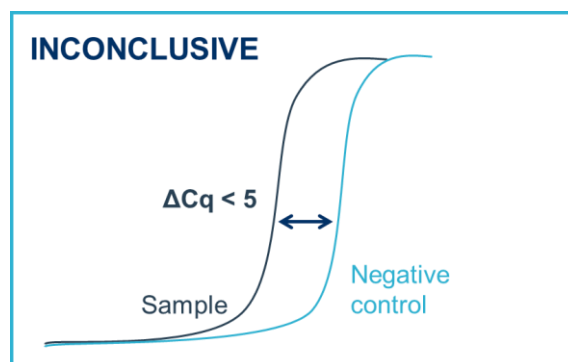 INCONCLUSIVE
ΔCq < 5
Sample
Negative
control